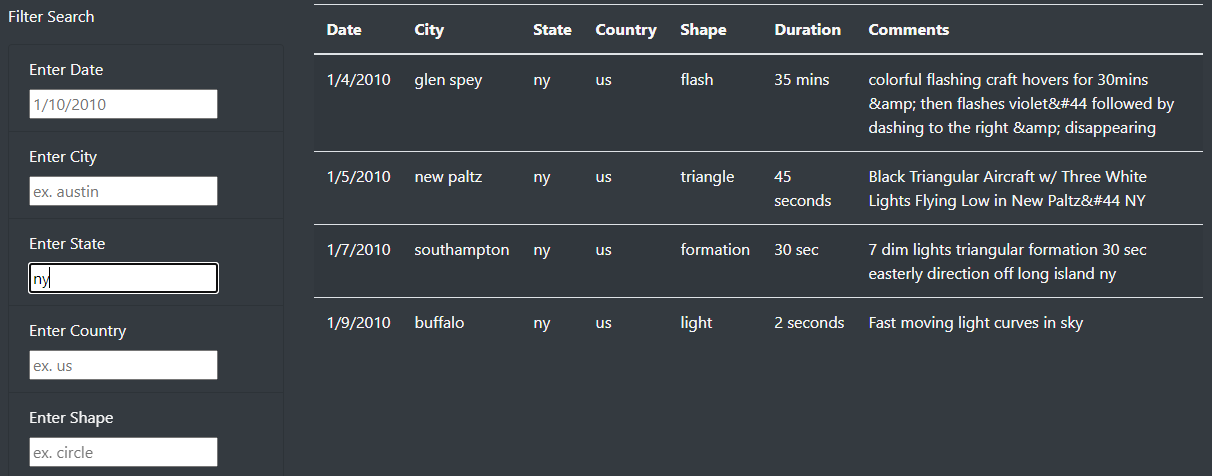 Filter Search
Enter Date
1/10/2010
Enter City
ex. austin
Enter State
ny
Enter Country
ex. us
Enter Shape
ex. circle
Date City State Country Shape Duration Comments
1/4/2010 glen spey ny us flash 35 mins colorful flashing craft hovers for 30mins
&amp; then flashes violet&#44 followed by
dashing to the right &amp; disappearing
1/5/2010 new paltz ny us triangle 45 Black Triangular Aircraft w/ Three White
seconds Lights Flying Low in New Paltz&#44 NY
1/7/2010 southampton ny us formation 30 sec 7 dim lights triangular formation 30 sec
easterly direction off long island ny
1/9/2010 buffalo ny us light 2 seconds Fast moving light curves in sky